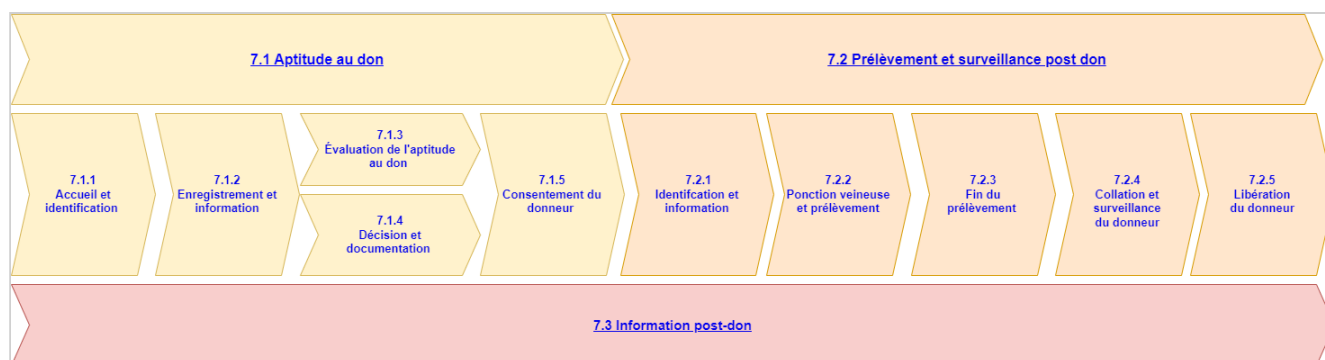 7.1 Aptitude au don
7.2 Prélèvement et surveillance post don
7.1.1
Accueil et
identification
7.1.2
Enregistrement et
information
7.1.3
Évaluation de l'aptitude
au don
7.1.4
Décision et
documentation
7.1.5
Consentement du
donneur
7.2.1
Identifcation et
information
7.2.2
Ponction veineuse
et prélèvement
7.2.3
Fin du
prélèvement
7.2.4
Collation et
surveillance
du donneur
7.2.5
Libération
du donneur
7.3 Information post-don